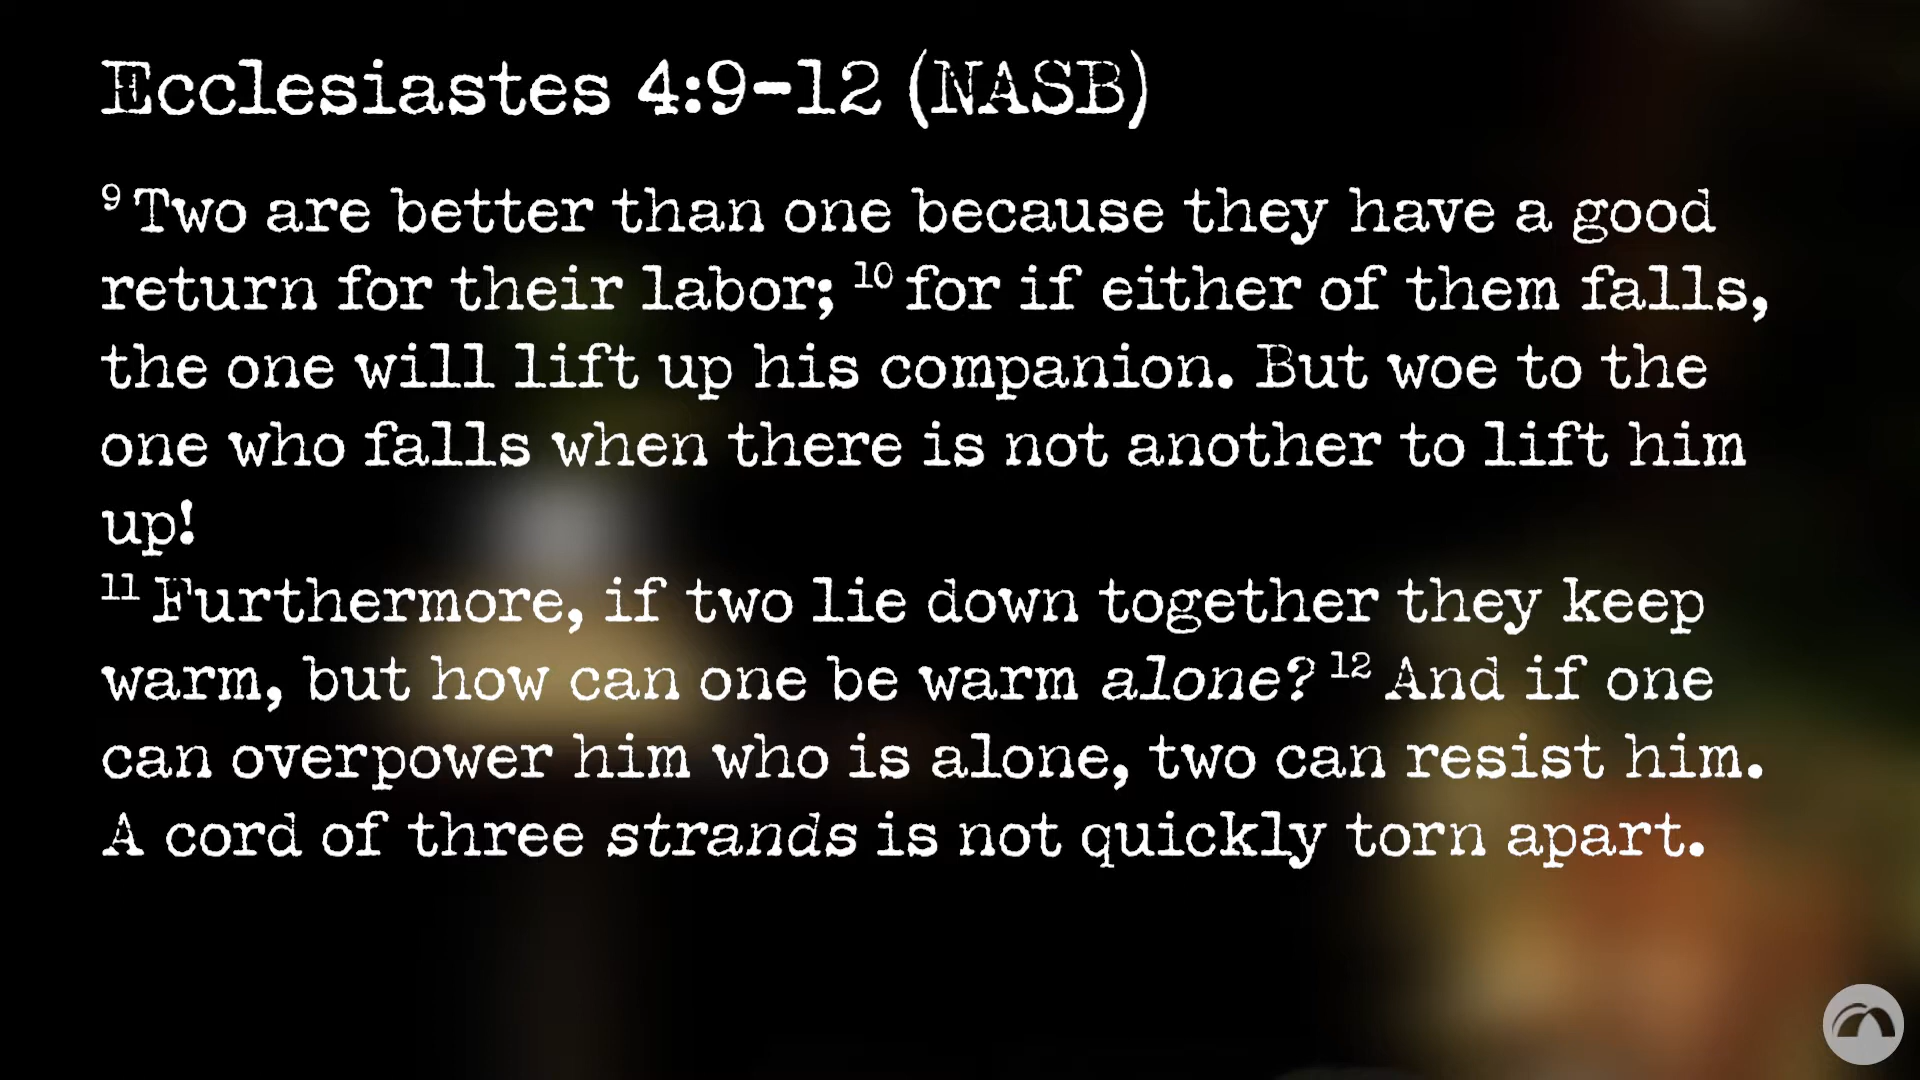 Ecclesiastes 4:9-12 (NASB)
9 Two are better than one because they have a good
return for their labor; 10 for if either of them falls,
the one will lift up his companion. But woe to the
one who falls when there is not another to lift him
up!
11 Furthermore, if two lie down together they keep
warm, but how can one be warm alone? 12 And if one
can overpower him who is alone, two can resist him.
A cord of three strands is not quickly torn apart.